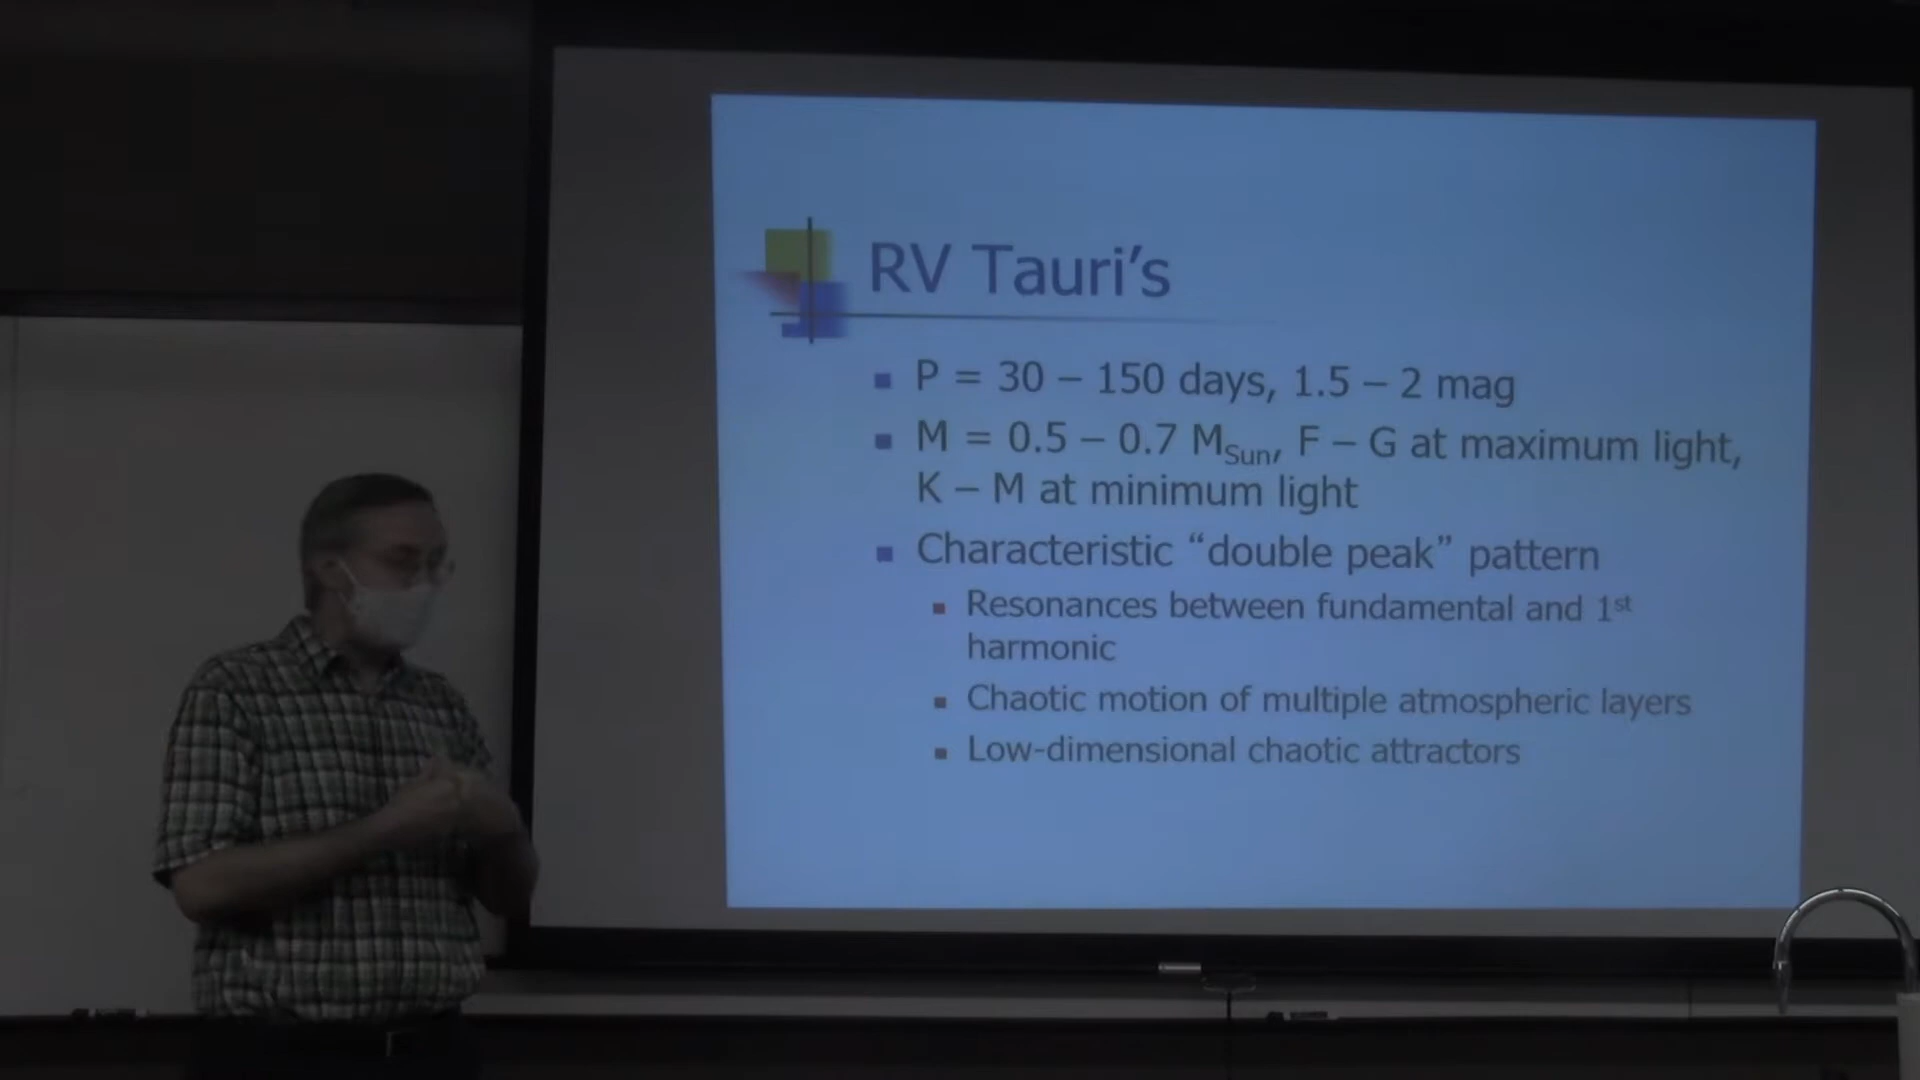 RV Tauri’s
P = 30 – 150 days, 1.5 – 2 mag
M = 0.5 – 0.7 MSun, F – G at maximum light,
K – M at minimum light
Characteristic “double peak” pattern
Resonances between fundamental and 1st
harmonic
Chaotic motion of multiple atmospheric layers
Low-dimensional chaotic attractors